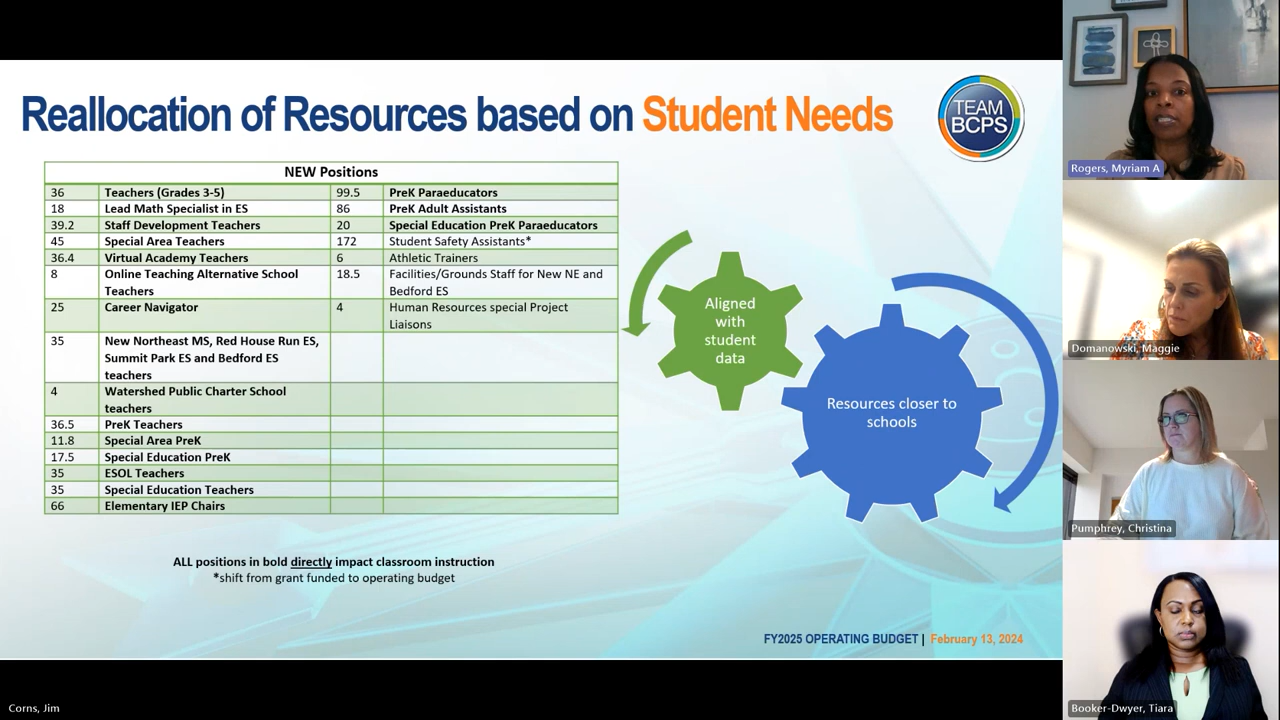 Reallocation of Resources based on Student Needs
TEAM
BCPS
NEW Positions
36 Teachers (Grades 3-5) 99.5 PreK Paraeducators
18 Lead Math Specialist in ES 86 PreK Adult Assistants
39.2 Staff Development Teachers 20 Special Education PreK Paraeducators
45 Special Area Teachers 172 Student Safety Assistants*
36.4 Virtual Academy Teachers 6 Athletic Trainers
8 Online Teaching Alternative School 18.5 Facilities/Grounds Staff for New NE and
Teachers Bedford ES
25 Career Navigator 4 Human Resources special Project
Liaisons
35 New Northeast MS, Red House Run ES,
Summit Park ES and Bedford ES
teachers
4 Watershed Public Charter School
teachers
36.5 PreK Teachers
11.8 Special Area PreK
17.5 Special Education PreK
35 ESOL Teachers
35 Special Education Teachers
66 Elementary IEP Chairs
Aligned
with
student
data
Resources closer to
schools
ALL positions in bold directly impact classroom instruction
*shift from grant funded to operating budget
FY2025 OPERATING BUDGET | February 13, 2024
Corns, Jim
Rogers, Myriam A
Domanowski, Maggie
Pumphrey, Christina
Booker-Dwyer, Tiara